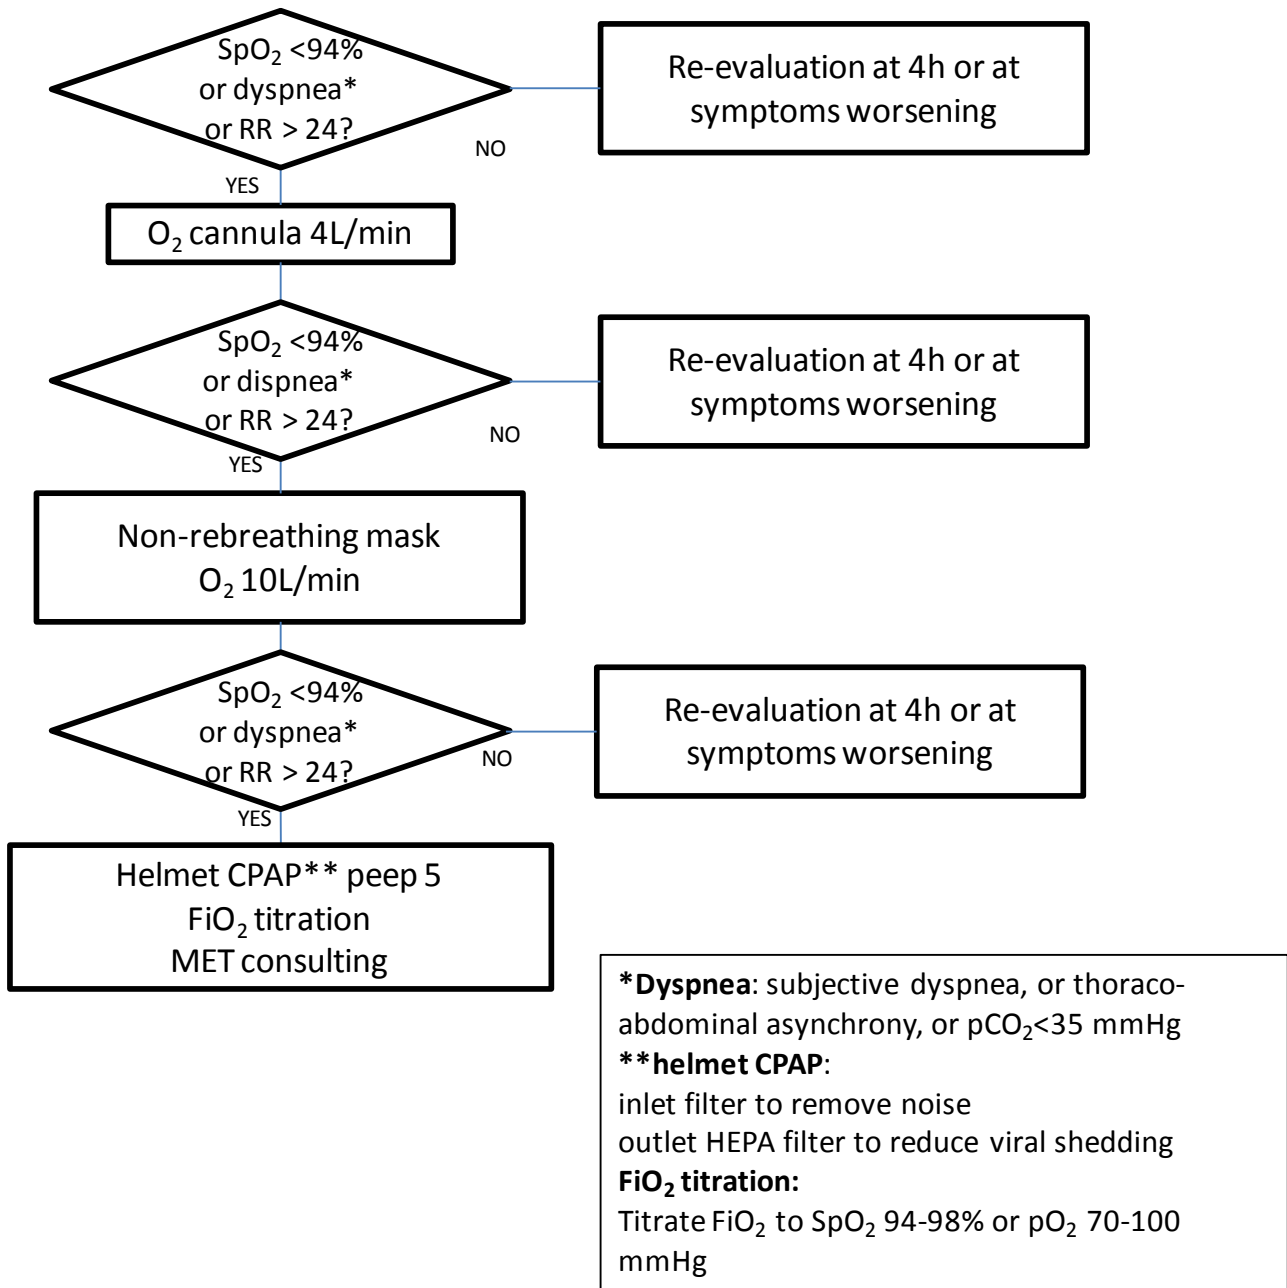 SpO₂ <94%
or dyspnea*
or RR > 24?
Re-evaluation at 4h or at
symptoms worsening
NO
YES
O₂ cannula 4L/min
SpO₂ <94%
or dispnea*
or RR > 24?
Re-evaluation at 4h or at
symptoms worsening
NO
YES
Non-rebreathing mask
O₂ 10L/min
SpO₂ <94%
or dyspnea*
or RR > 24?
Re-evaluation at 4h or at
symptoms worsening
NO
YES
Helmet CPAP** peep 5
FiO₂ titration
MET consulting
*Dyspnea: subjective dyspnea, or thoraco-
abdominal asynchrony, or pCO₂<35 mmHg
**helmet CPAP:
inlet filter to remove noise
outlet HEPA filter to reduce viral shedding
FiO₂ titration:
Titrate FiO₂ to SpO₂ 94-98% or pO₂ 70-100
mmHg